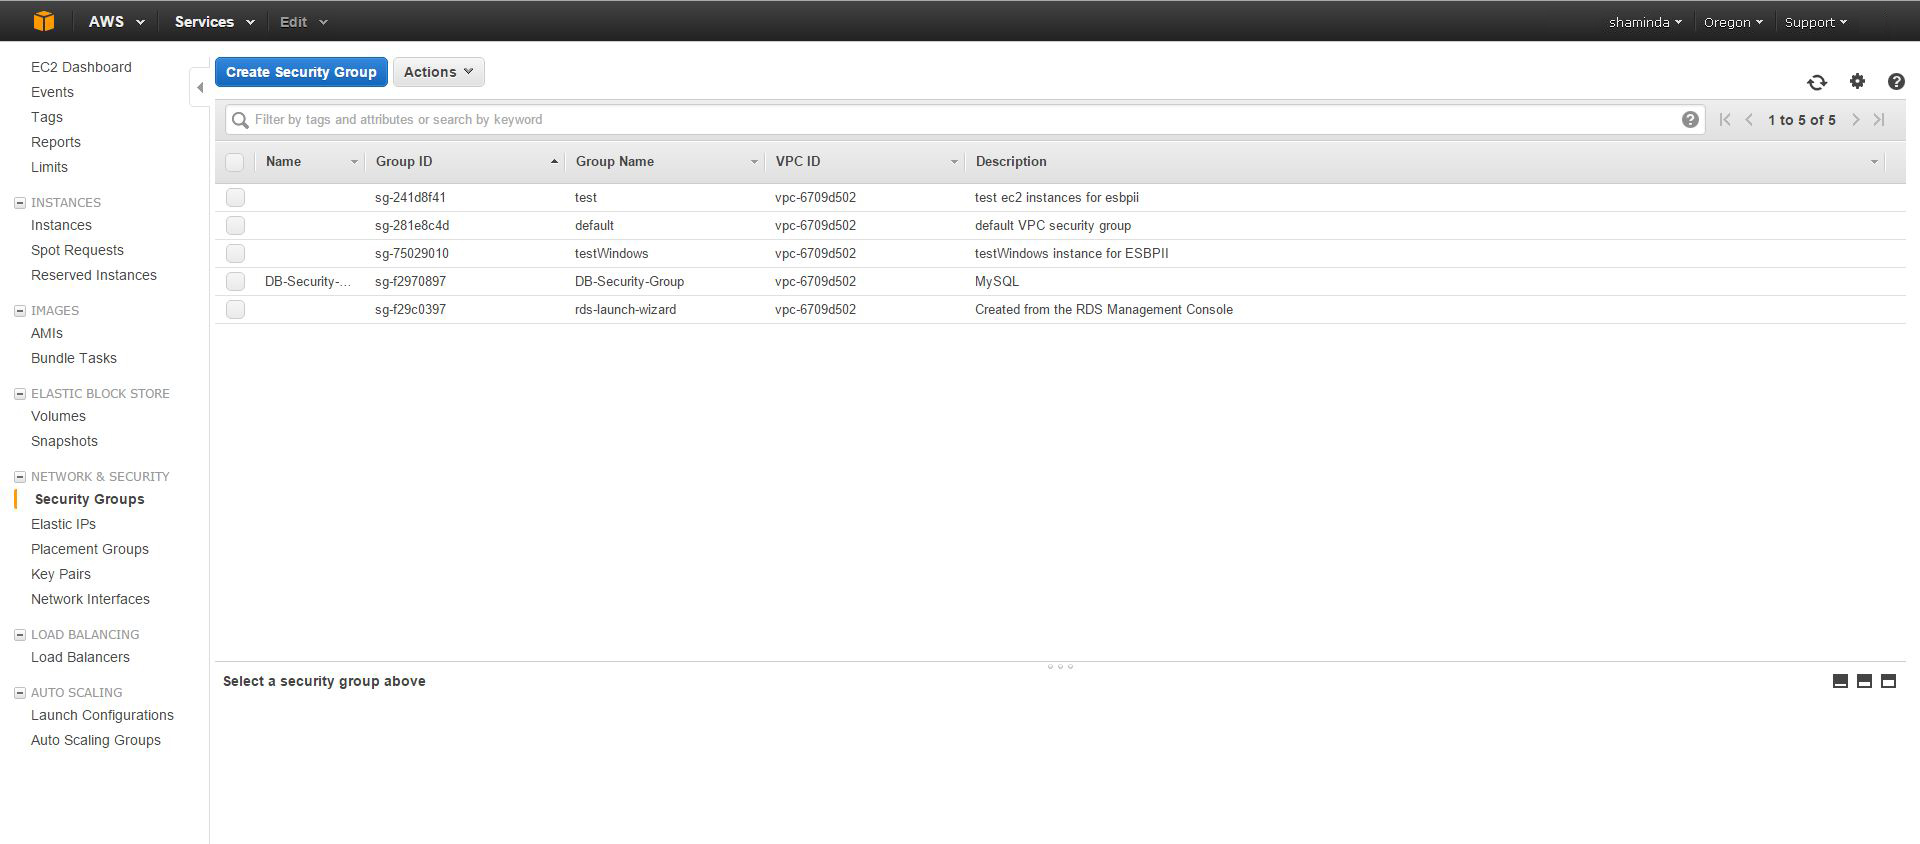 AWS Services Edit shaminda Oregon Support
EC2 Dashboard
Events
Tags
Reports
Limits
INSTANCES
Instances
Spot Requests
Reserved Instances
IMAGES
AMIs
Bundle Tasks
ELASTIC BLOCK STORE
Volumes
Snapshots
NETWORK & SECURITY
Security Groups
Elastic IPs
Placement Groups
Key Pairs
Network Interfaces
LOAD BALANCING
Load Balancers
AUTO SCALING
Launch Configurations
Auto Scaling Groups
Create Security Group Actions
Filter by tags and attributes or search by keyword 1 to 5 of 5
Name Group ID Group Name VPC ID Description
sg-241d8f41 test vpc-6709d502 test ec2 instances for esbpii
sg-281e8c4d default vpc-6709d502 default VPC security group
sg-75029010 testWindows vpc-6709d502 testWindows instance for ESBPII
DB-Security-... sg-f2970897 DB-Security-Group vpc-6709d502 MySQL
sg-f29c0397 rds-launch-wizard vpc-6709d502 Created from the RDS Management Console
Select a security group above